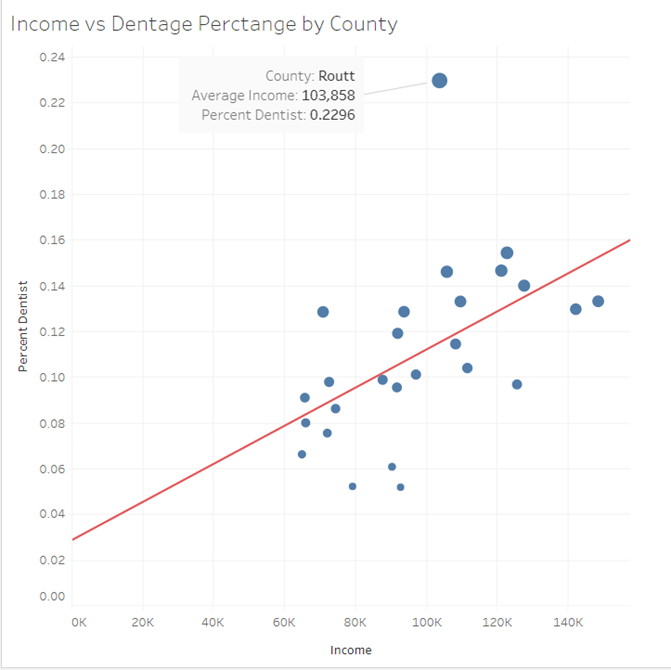 Income vs Dentage Perctange by County
0.24
County: Routt
Average Income: 103,858
Percent Dentist: 0.2296
0.22
0.20
0.18
0.16
0.14
0.12
0.10
0.08
0.06
0.04
0.02
0.00
Percent Dentist
0K 20K 40K 60K 80K 100K 120K 140K
Income